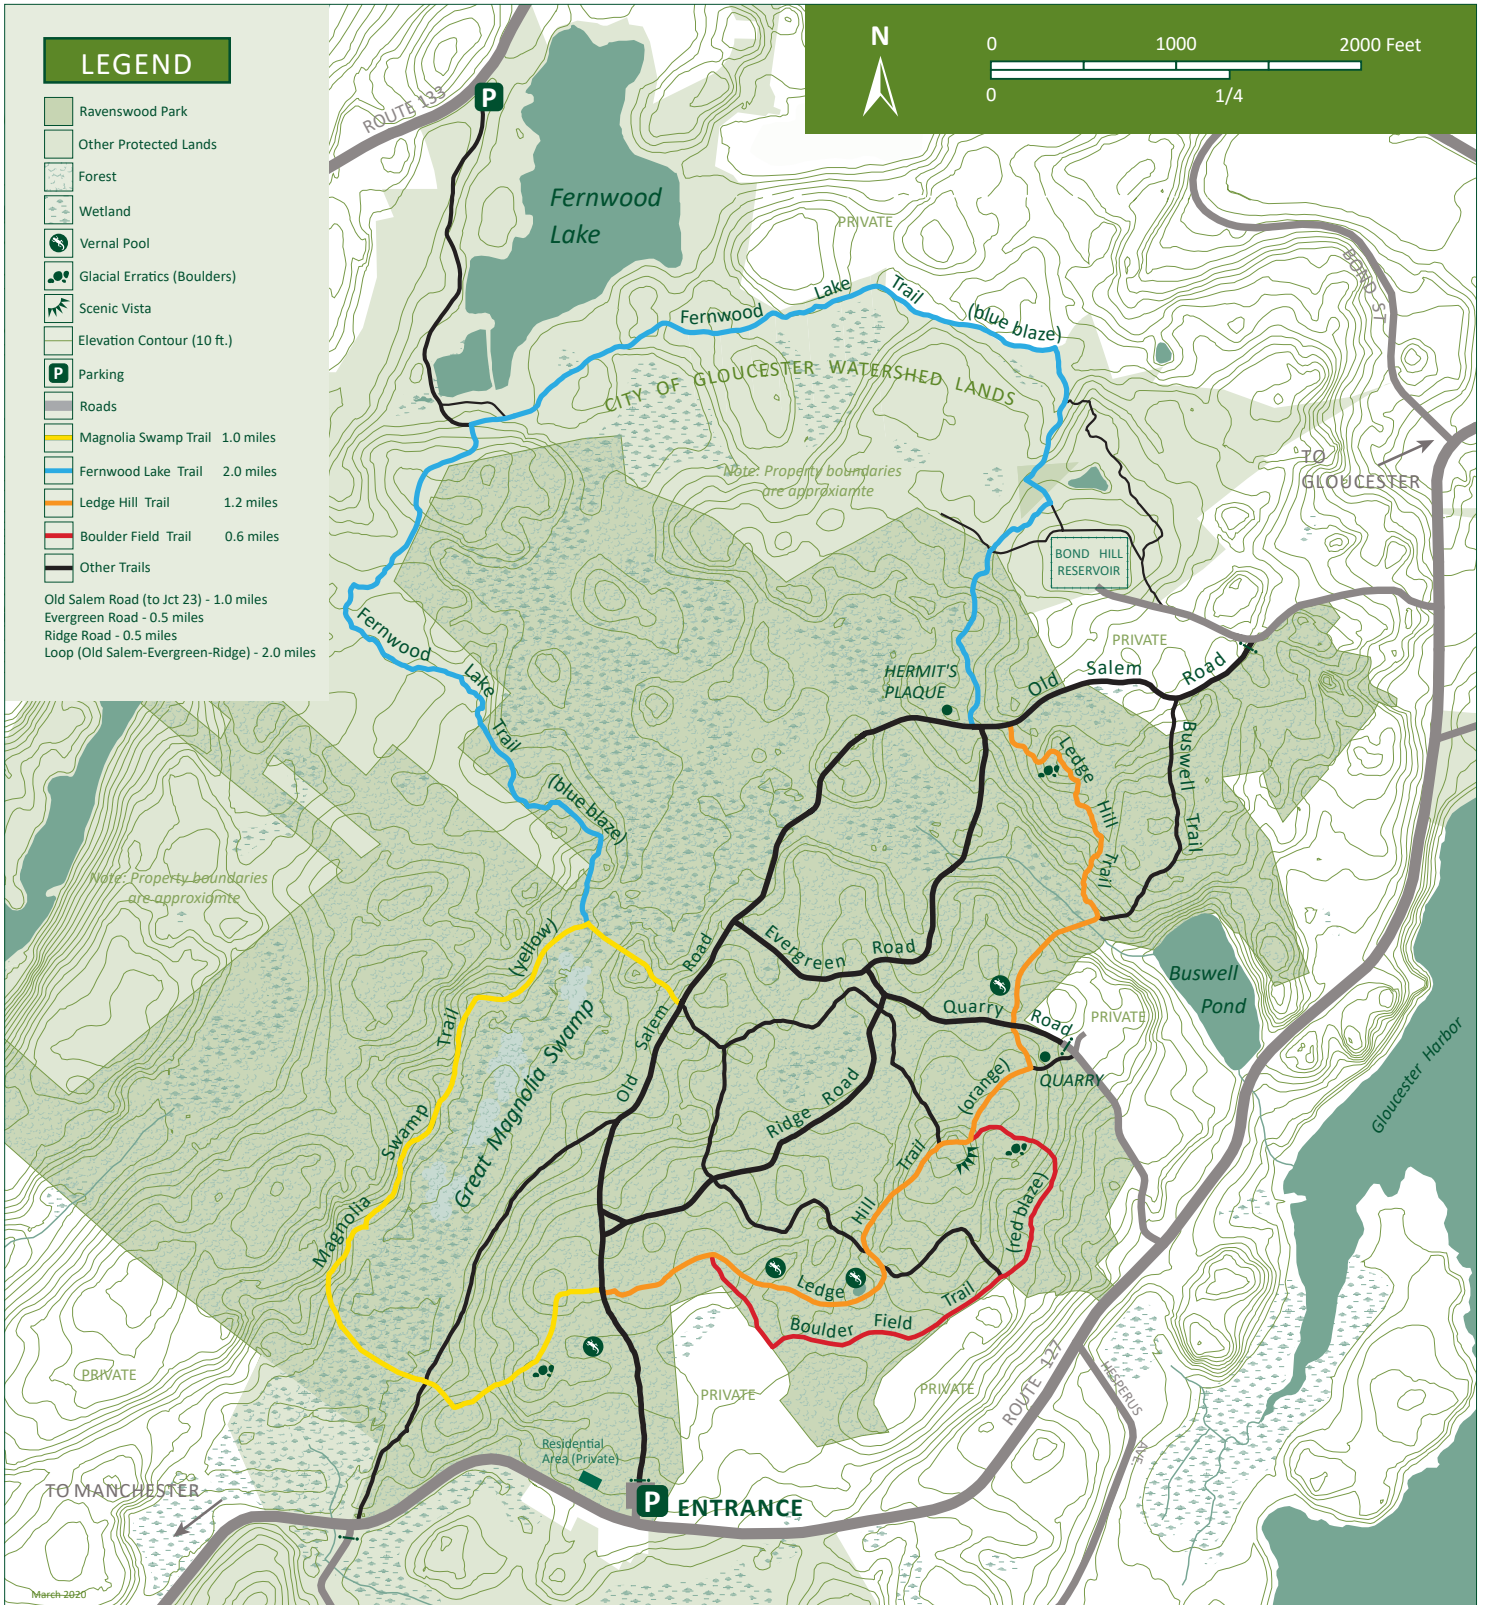 LEGEND
Ravenswood Park
Other Protected Lands
Forest
Wetland
Vernal Pool
Glacial Erratics (Boulders)
Scenic Vista
Elevation Contour (10 ft.)
P Parking
Roads
Magnolia Swamp Trail 1.0 miles
Fernwood Lake Trail 2.0 miles
Ledge Hill Trail 1.2 miles
Boulder Field Trail 0.6 miles
Other Trails
Old Salem Road (to Jct 23) - 1.0 miles
Evergreen Road - 0.5 miles
Ridge Road - 0.5 miles
Loop (Old Salem-Evergreen-Ridge) - 2.0 miles
N
0 1000 2000 Feet
0 1/4
ROUTE 133
P
Fernwood
Lake
PRIVATE
BOND ST
Fernwood Lake Trail (blue blaze)
CITY OF GLOUCESTER WATERSHED LANDS
Note: Property boundaries
are approxiamte
TO
GLOUCESTER
BOND HILL
RESERVOIR
PRIVATE
Fernwood Lake Trail (blue blaze)
HERMIT'S
PLAQUE
Old Salem Road
Buswell Trail
Ledge Hill Trail
Note: Property boundaries
are approxiamte
Evergreen Road
Buswell
Pond
Quarry Road
PRIVATE
QUARRY
Gloucester Harbor
Magnolia Swamp Trail (yellow)
Great Magnolia Swamp
Old Salem Road
Ridge Road
Ledge Hill Trail (orange)
Boulder Field Trail (red blaze)
PRIVATE
PRIVATE
PRIVATE
ROUTE 127
HESPERUS AVE
Residential
Area (Private)
P ENTRANCE
TO MANCHESTER
March 2020